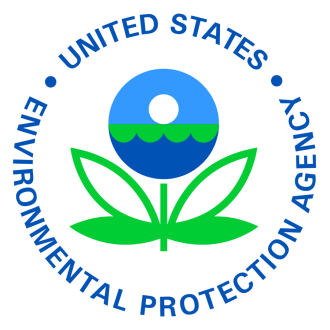 UNITED STATES
ENVIRONMENTAL PROTECTION AGENCY